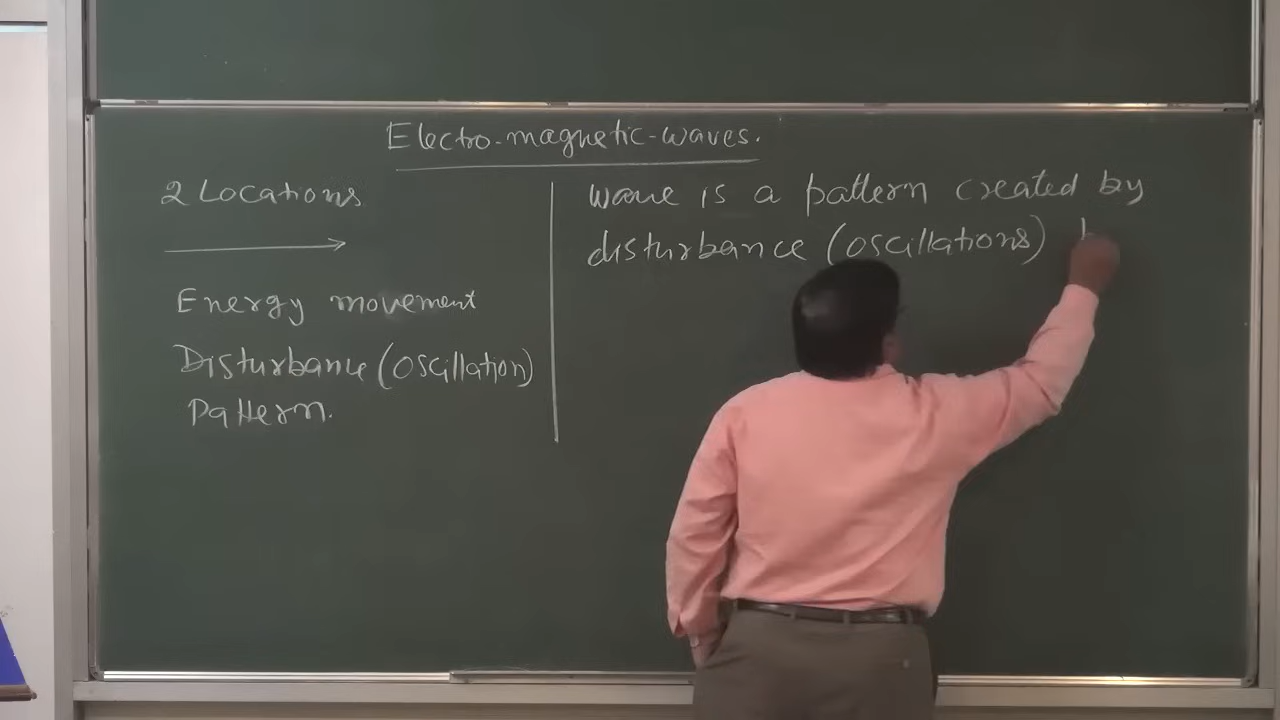 Electro-magnetic-waves.
2 Locations
Energy movement
Disturbance (oscillation)
Pattern.
wave is a pattern created by
disturbance (oscillations)